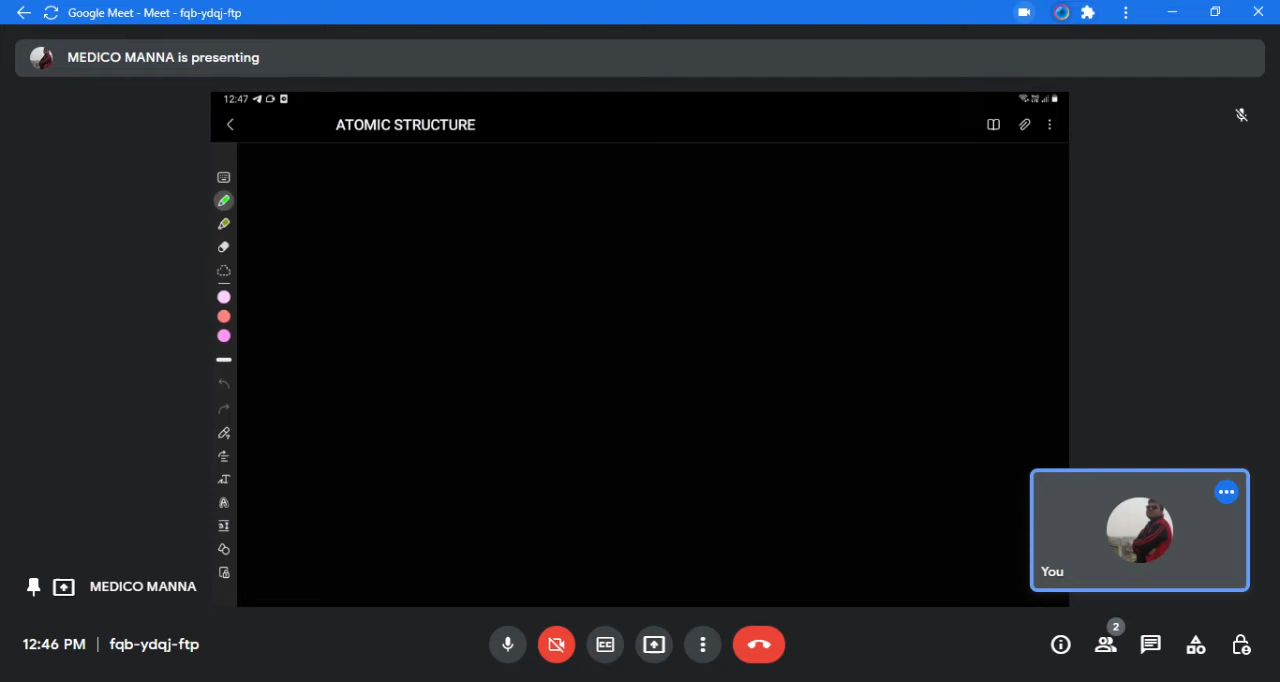 Google Meet - Meet - fqb-ydqj-ftp
MEDICO MANNA is presenting
12:47
ATOMIC STRUCTURE
You
MEDICO MANNA
12:46 PM | fqb-ydqj-ftp
CC
2